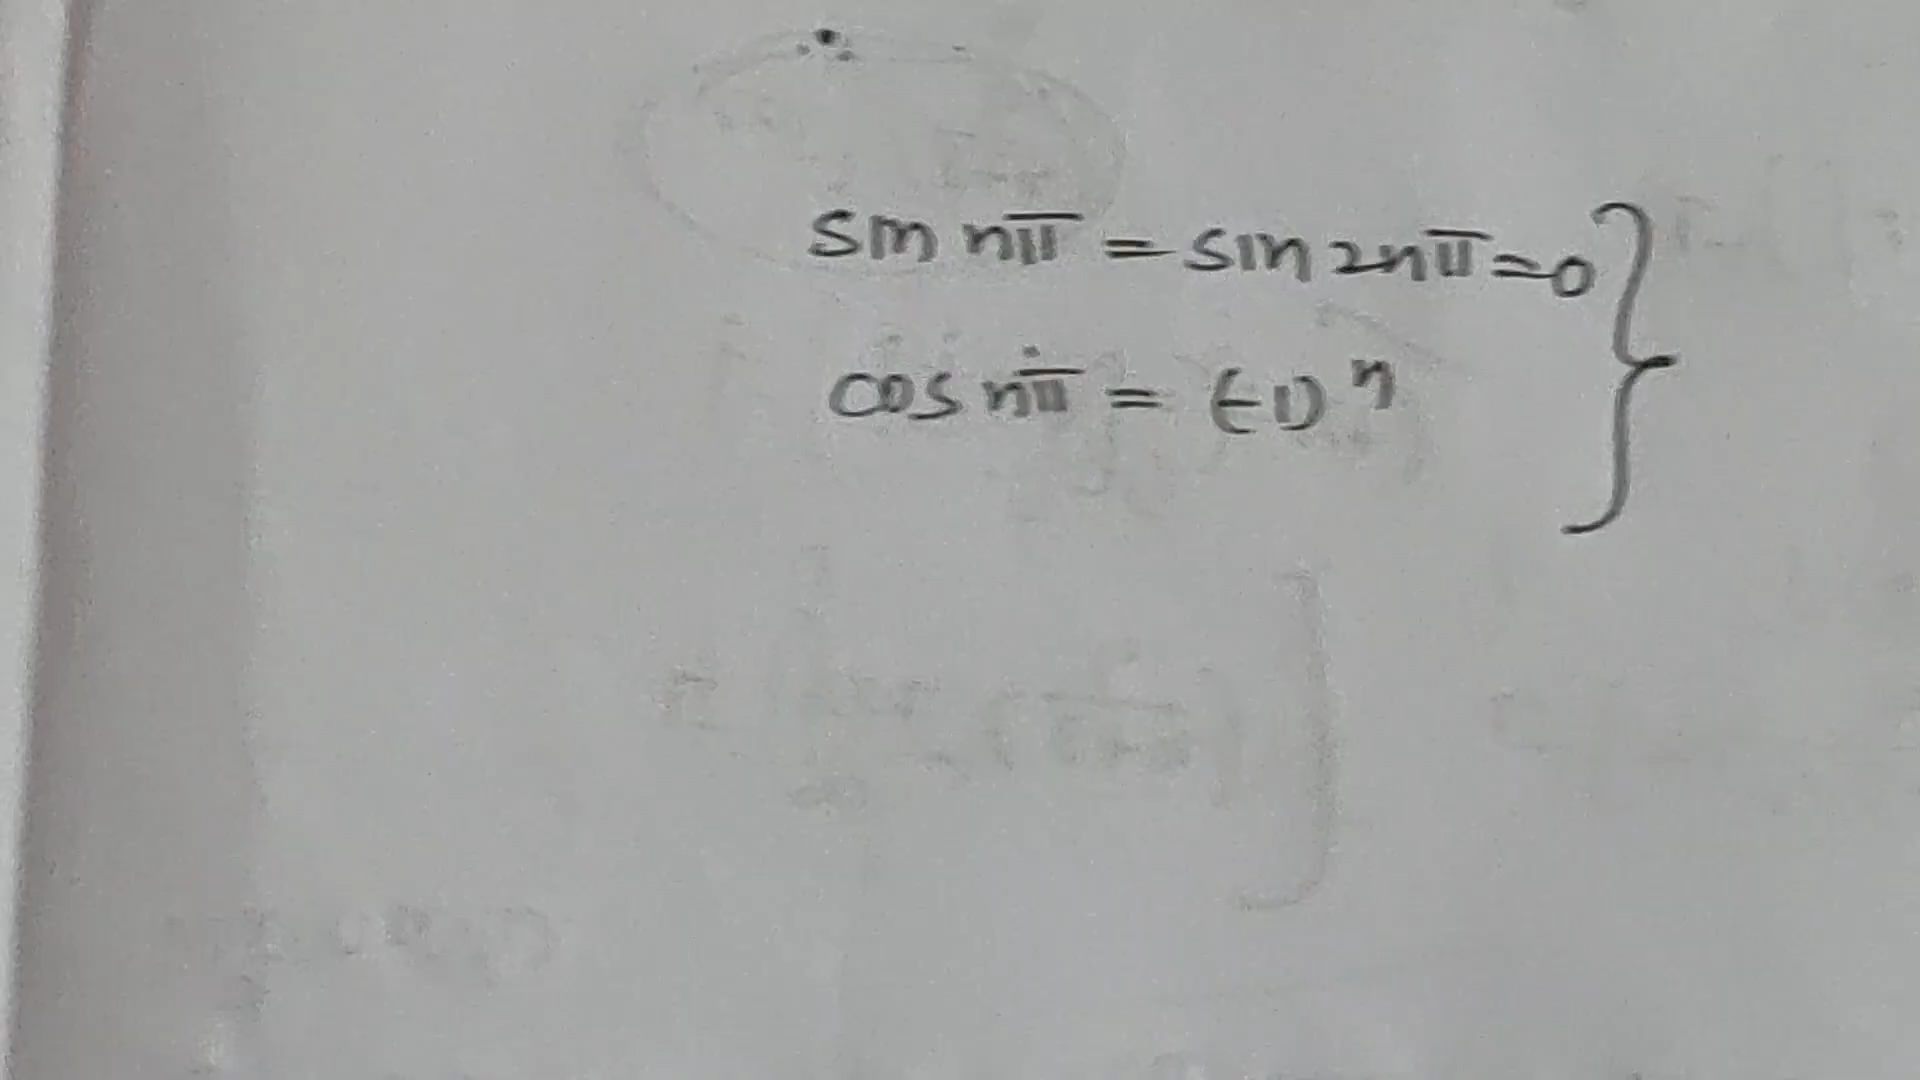 sin nπ = sin 2nπ = 0 }
cos nπ = (-1)ⁿ